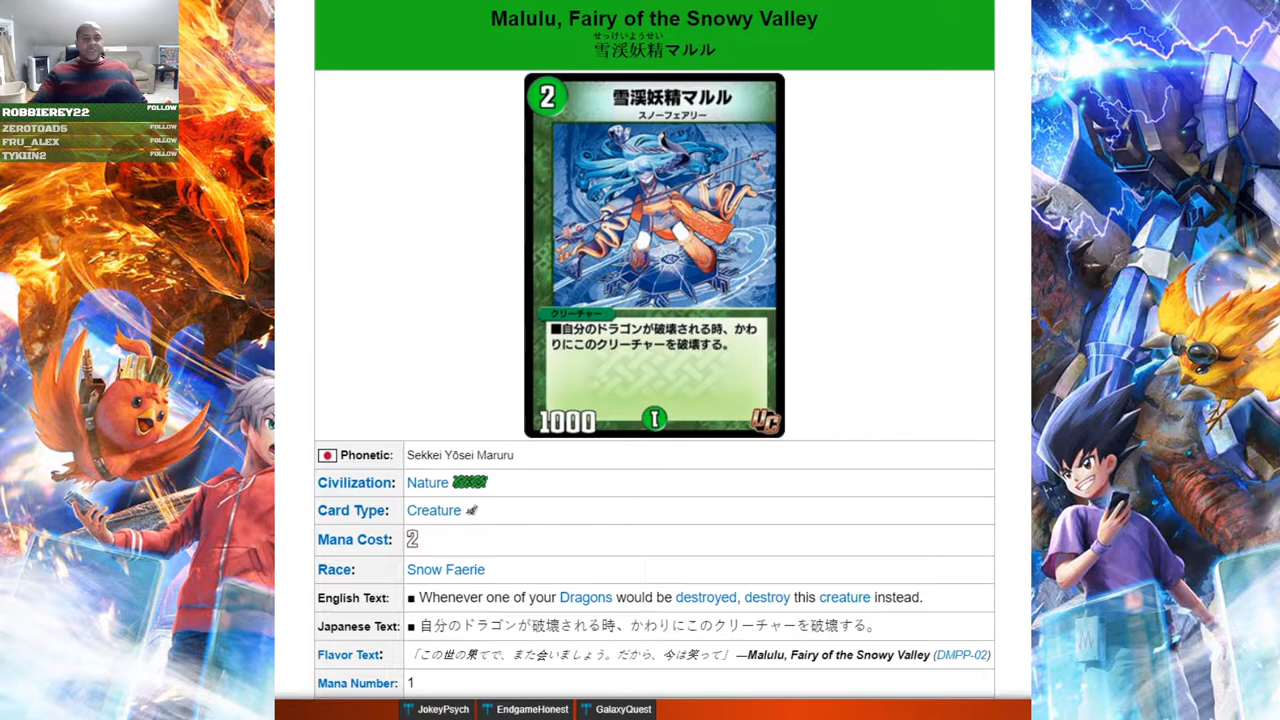 Malulu, Fairy of the Snowy Valley
せっけいようせい
雪渓妖精マルル
ROBBIEREY22 FOLLOW
ZEROTOAD5 FOLLOW
FRU_ALEX FOLLOW
TYKIIN2 FOLLOW
2
雪渓妖精マルル
スノーフェアリー
クリーチャー
■自分のドラゴンが破壊される時、かわ
りにこのクリーチャーを破壊する。
1000
1
UC
Phonetic: Sekkei Yōsei Maruru
Civilization: Nature
Card Type: Creature
Mana Cost: 2
Race: Snow Faerie
English Text: ■ Whenever one of your Dragons would be destroyed, destroy this creature instead.
Japanese Text: ■ 自分のドラゴンが破壊される時、かわりにこのクリーチャーを破壊する。
Flavor Text: 「この世の果てで、また会いましょう。だから、今は笑って」 —Malulu, Fairy of the Snowy Valley (DMPP-02)
Mana Number: 1
JokeyPsych EndgameHonest GalaxyQuest